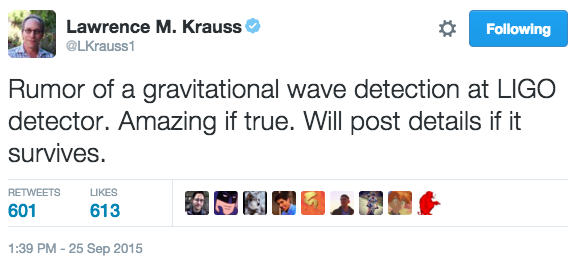 Lawrence M. Krauss
@LKrauss1
Following
Rumor of a gravitational wave detection at LIGO
detector. Amazing if true. Will post details if it
survives.
RETWEETS LIKES
601 613
1:39 PM - 25 Sep 2015